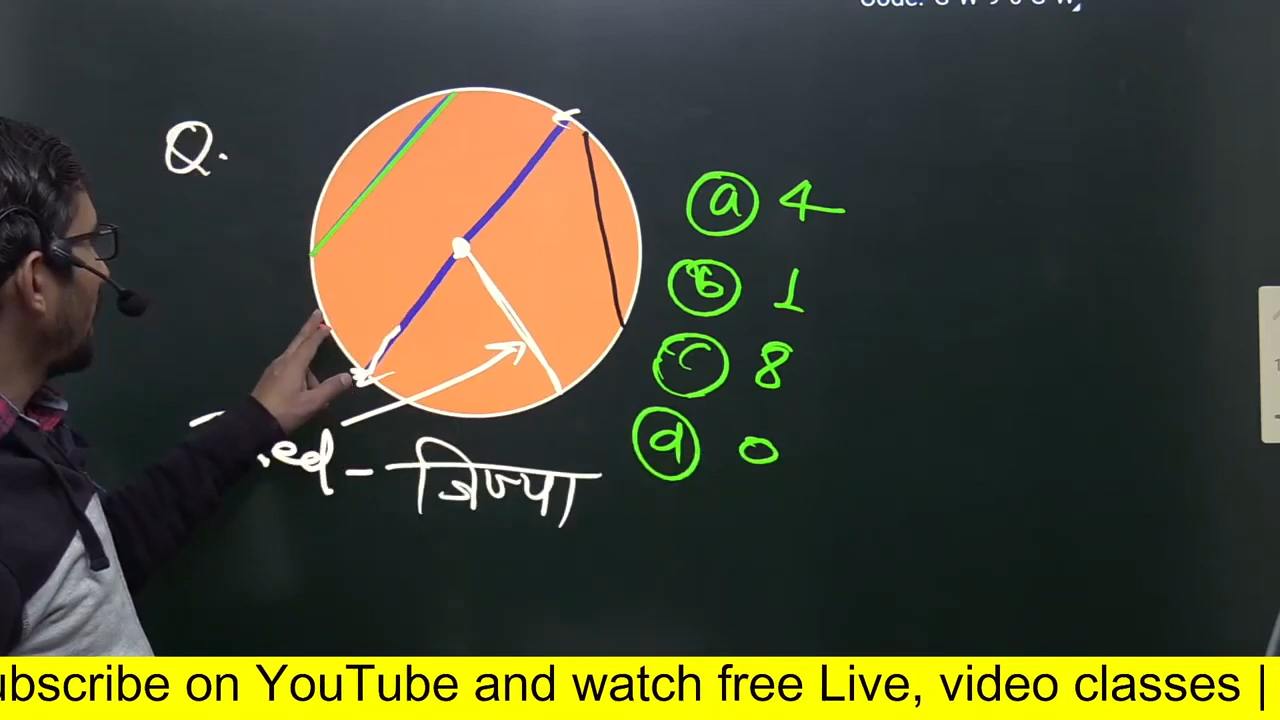 Q.
a 4
b 1
c 8
d 0
- त्रिज्या
ubscribe on YouTube and watch free Live, video classes |